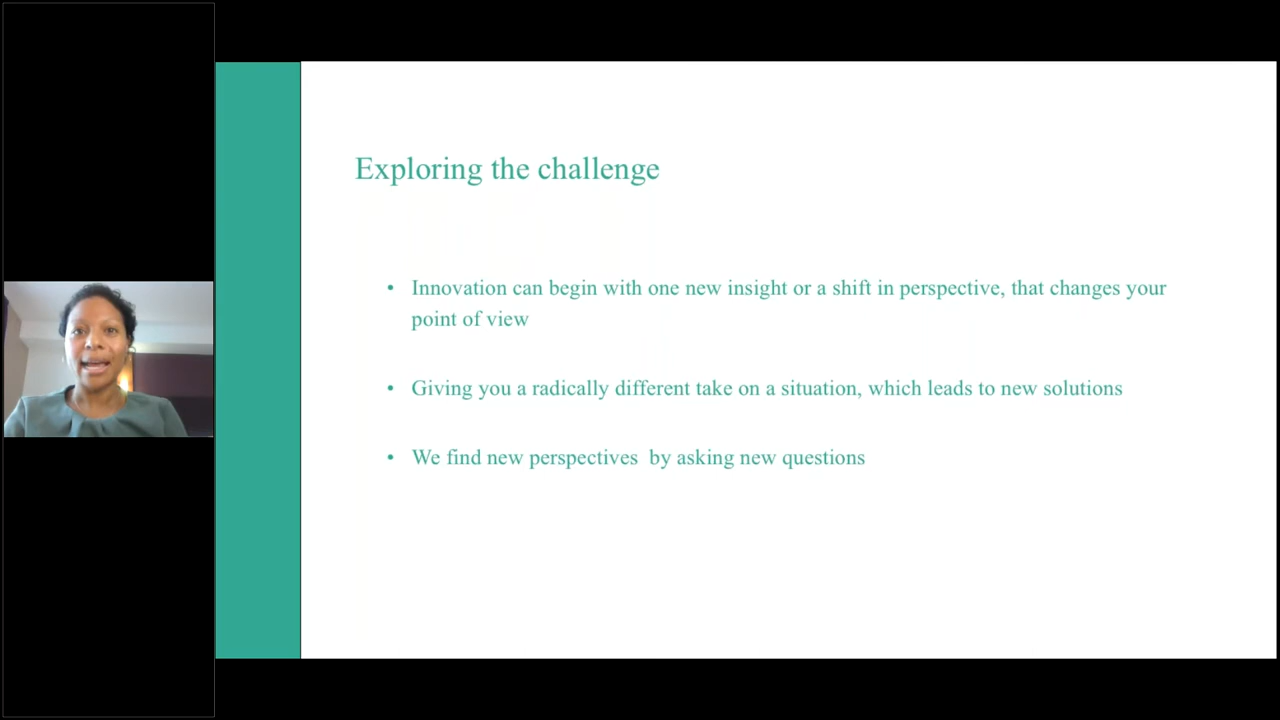 Exploring the challenge
• Innovation can begin with one new insight or a shift in perspective, that changes your
point of view
• Giving you a radically different take on a situation, which leads to new solutions
• We find new perspectives  by asking new questions